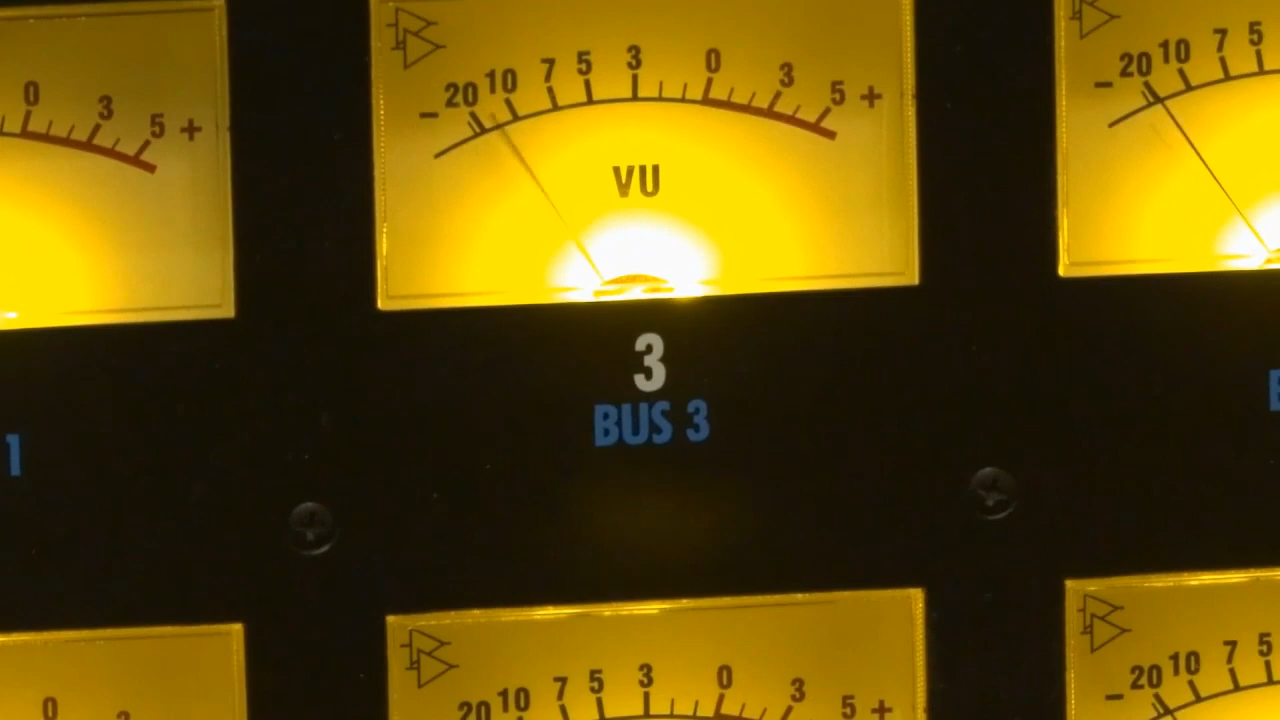 0 3 5 +
- 20 10 7 5 3 0 3 5 +
- 20 10 7 5
VU
3
BUS 3
1
0
20 10 7 5 3 0 3 5 +
- 20 10 7 5